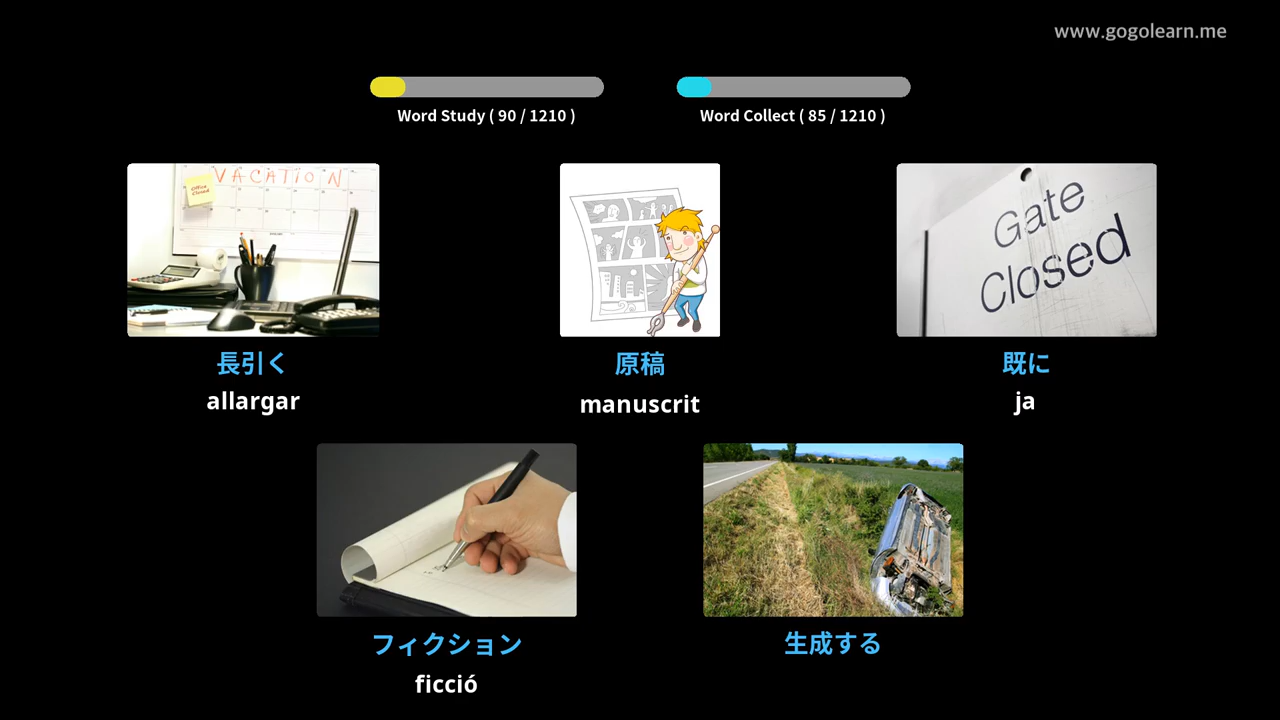 www.gogolearn.me
Word Study ( 90 / 1210 )
Word Collect ( 85 / 1210 )
VACATION
Office
Closed
Gate
Closed
長引く
原稿
既に
allargar
manuscrit
ja
フィクション
生成する
ficció